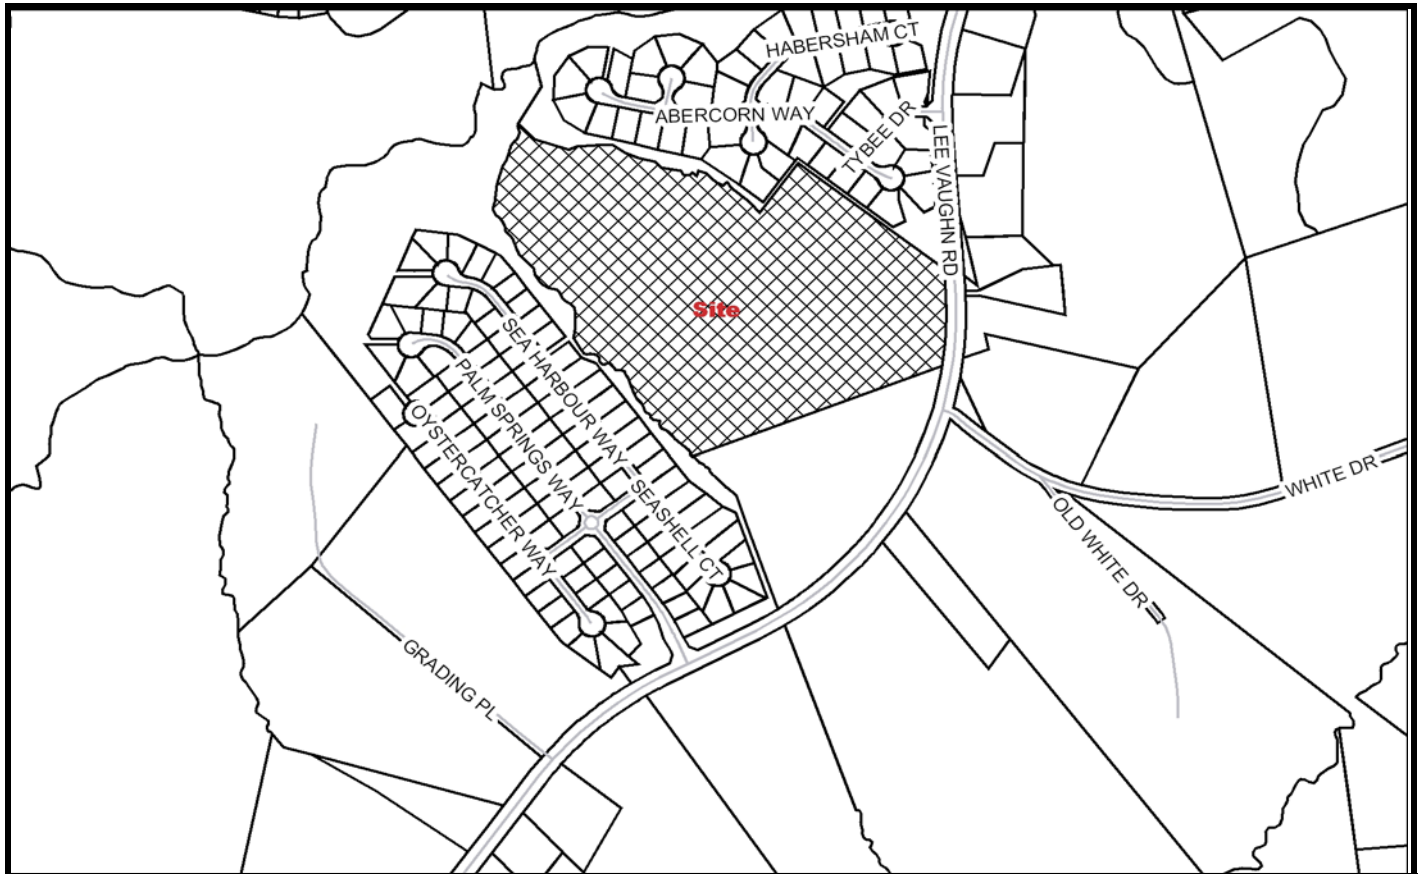 HABERSHAM CT
ABERCORN WAY
TYBEE DR
LEE VAUGHN RD
Site
SEA HARBOUR WAY
PALM SPRINGS WAY
OYSTERCATCHER WAY
SEASHELL CT
WHITE DR
OLD WHITE DR
GRADING PL